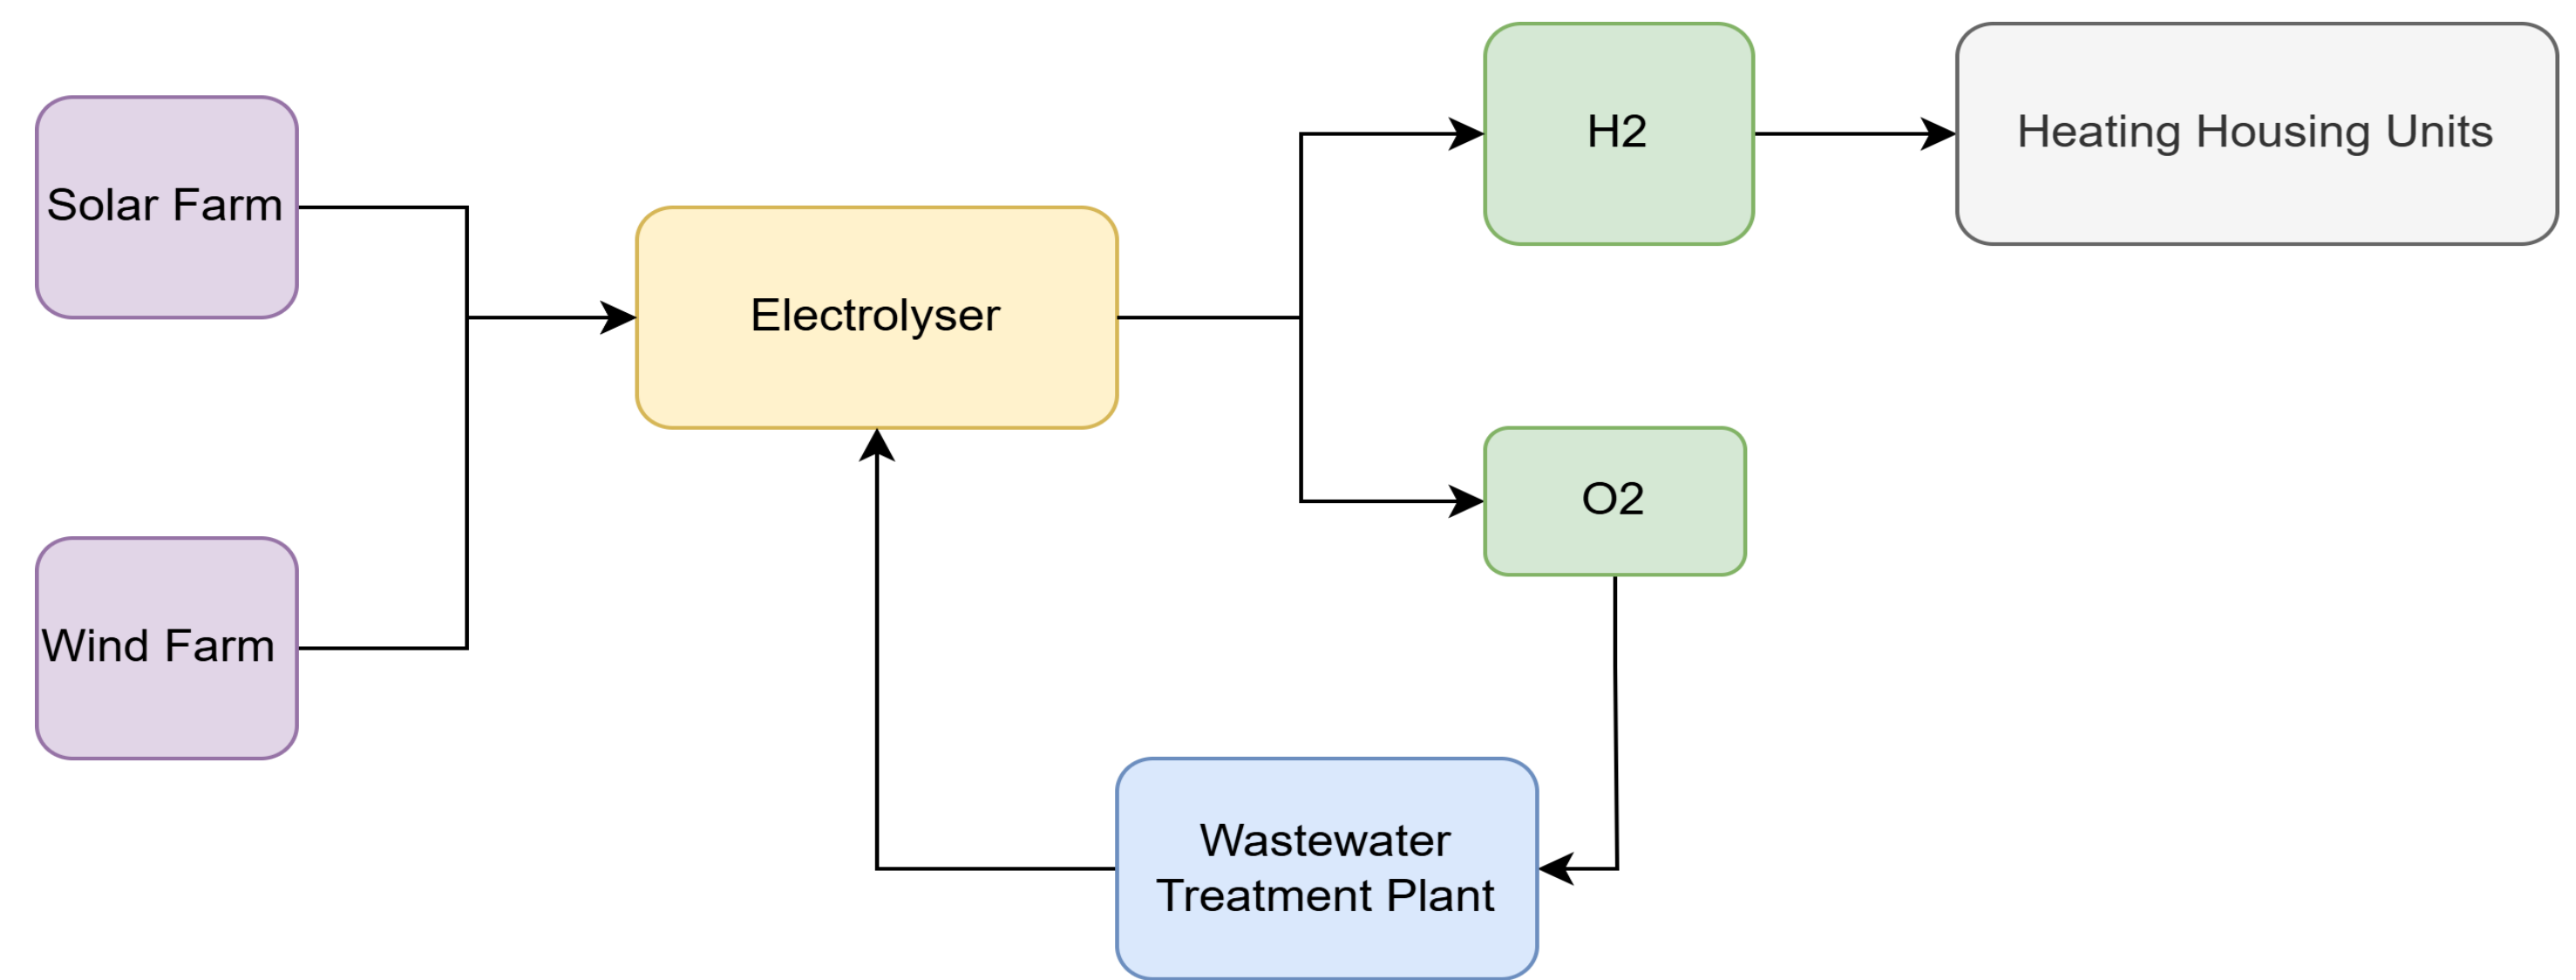 Solar Farm
Wind Farm
Electrolyser
H2
O2
Heating Housing Units
Wastewater
Treatment Plant